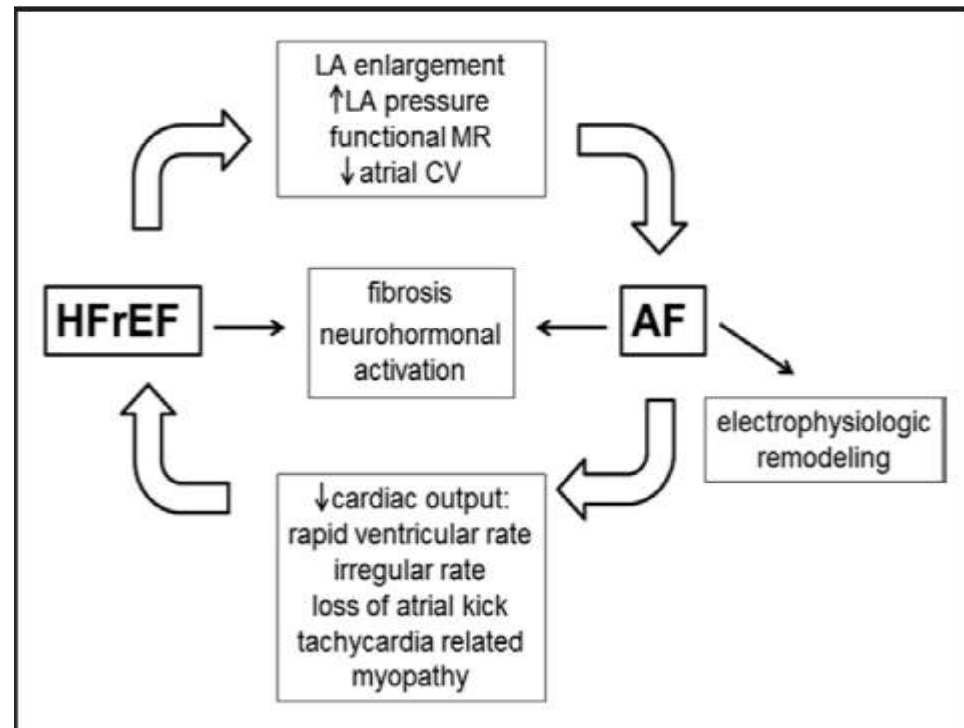 LA enlargement
↑LA pressure
functional MR
↓atrial CV
HFrEF
fibrosis
neurohormonal
activation
AF
electrophysiologic
remodeling
↓cardiac output:
rapid ventricular rate
irregular rate
loss of atrial kick
tachycardia related
myopathy